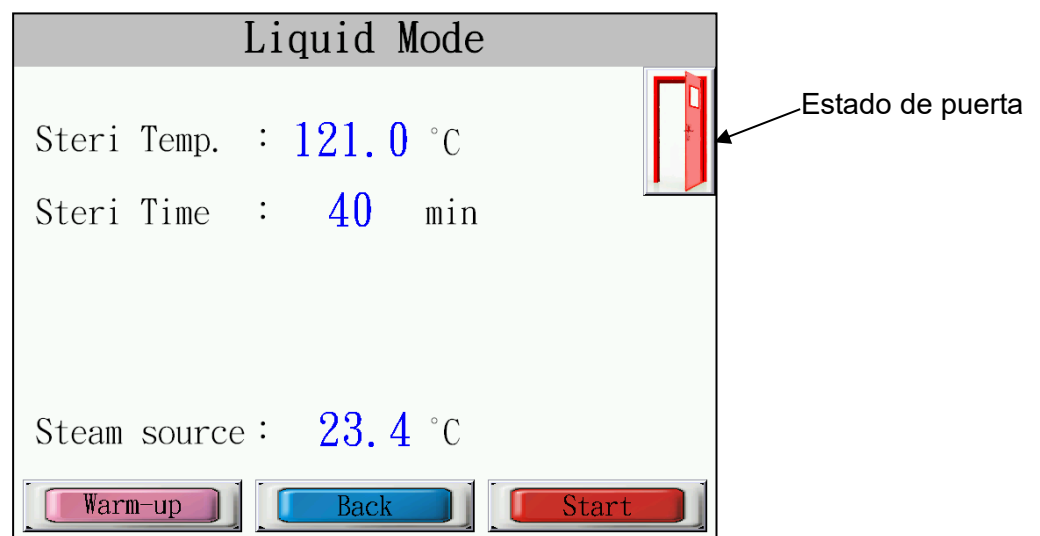 Liquid Mode
Estado de puerta
Steri Temp. : 121.0 °C
Steri Time : 40 min
Steam source : 23.4 °C
Warm-up Back Start